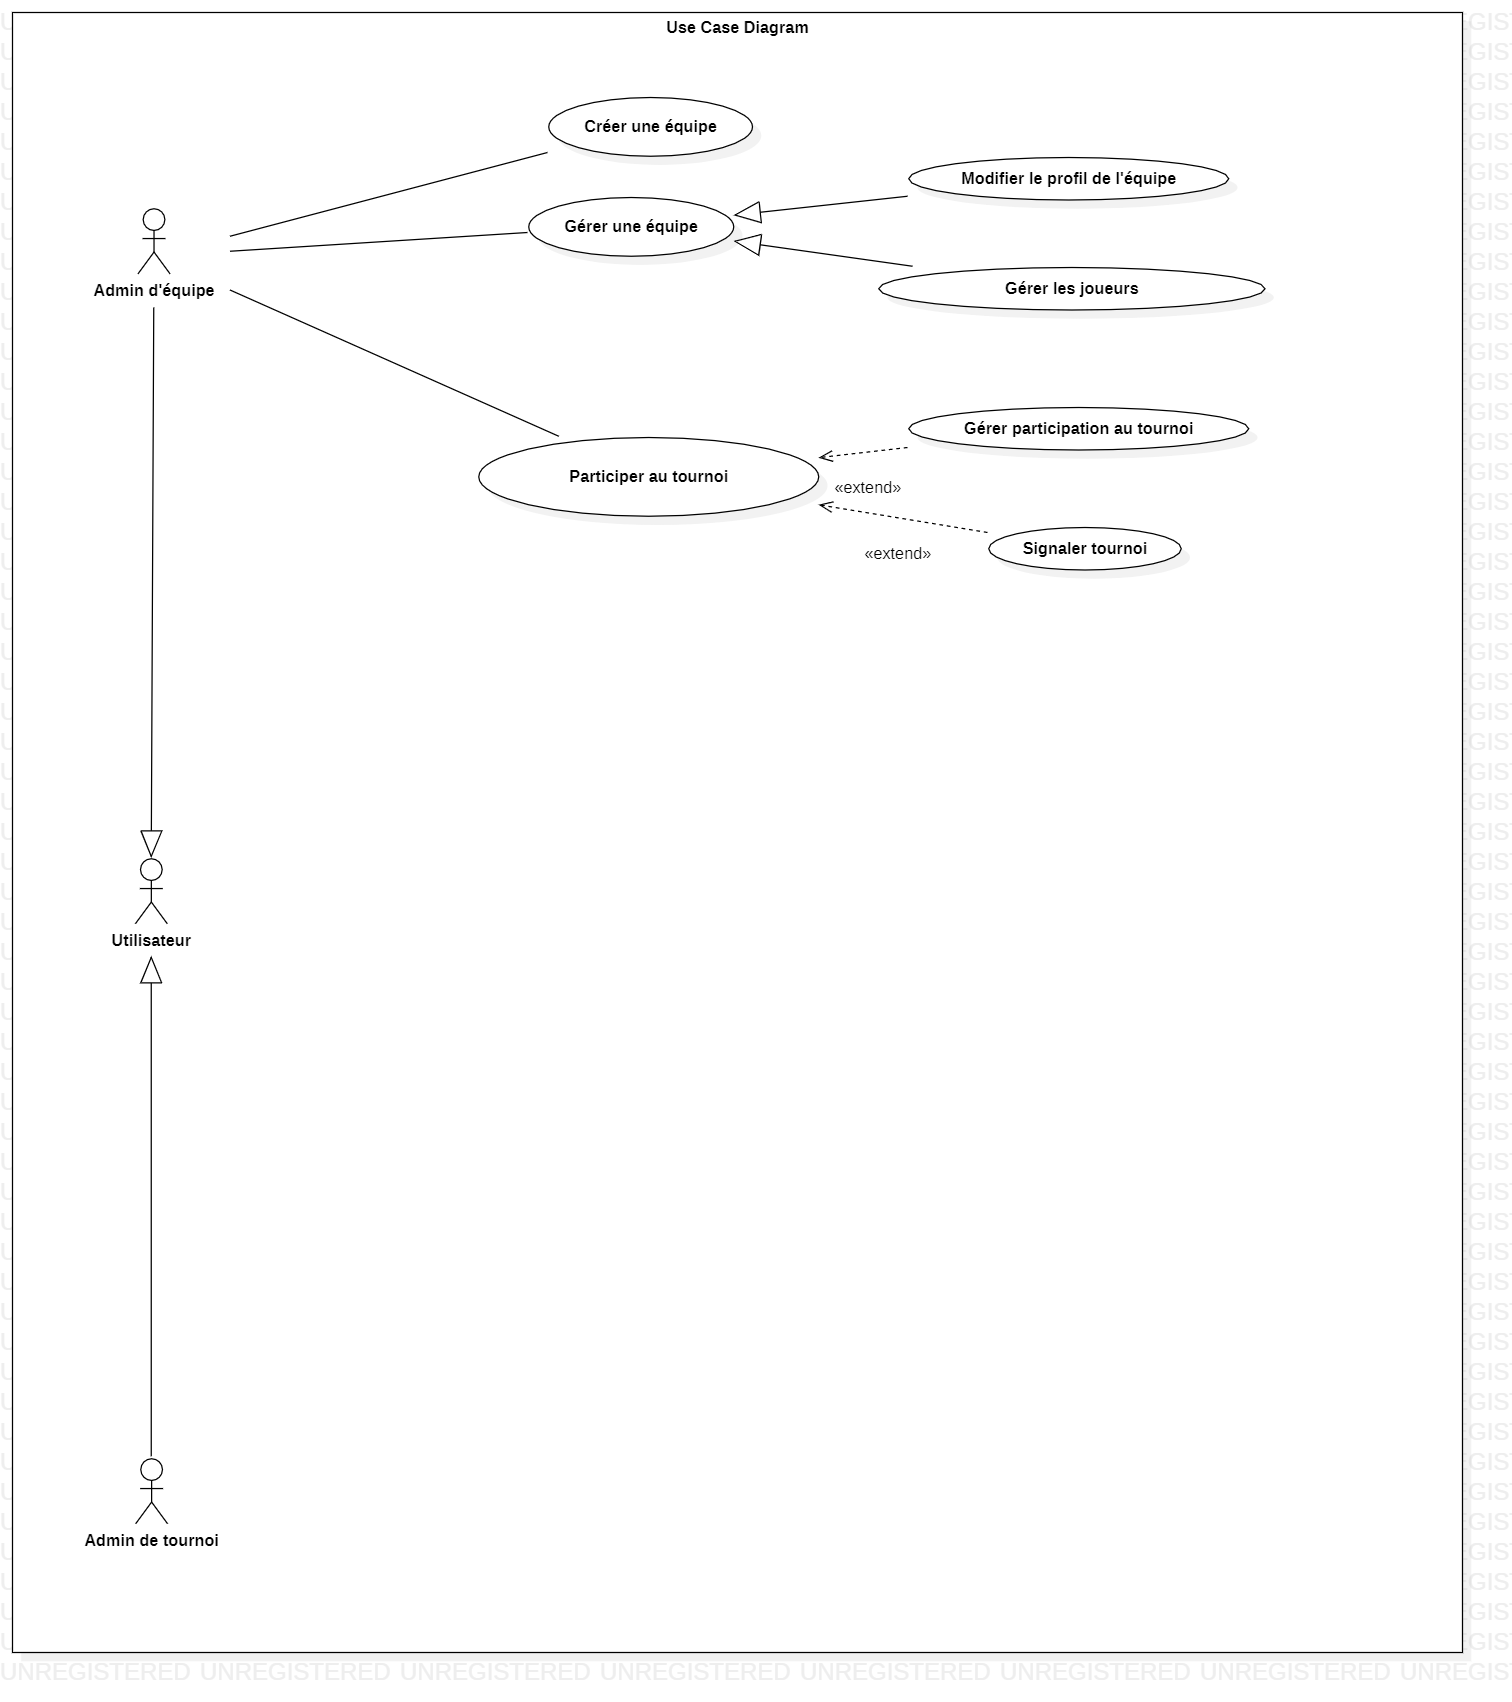 Use Case Diagram
Créer une équipe
Modifier le profil de l'équipe
Gérer une équipe
Admin d'équipe
Gérer les joueurs
Gérer participation au tournoi
Participer au tournoi
«extend»
Signaler tournoi
«extend»
Utilisateur
Admin de tournoi
UNREGISTERED UNREGISTERED UNREGISTERED UNREGISTERED UNREGISTERED UNREGISTERED UNREGISTERED UNREGIS